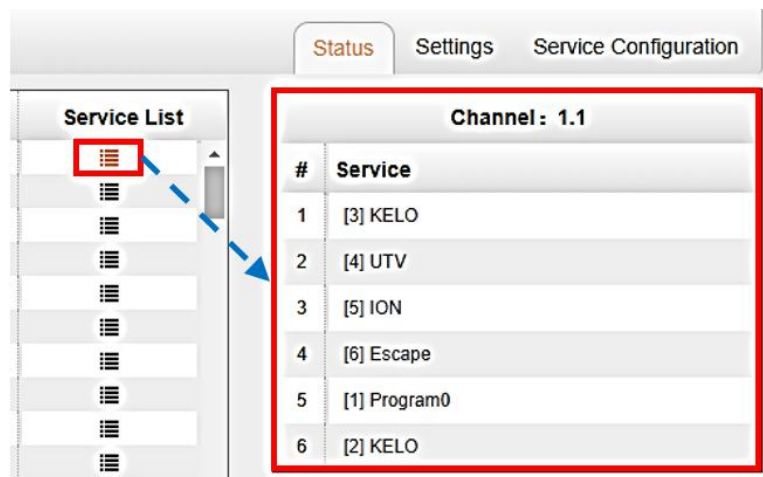 Status Settings Service Configuration
Service List
Channel： 1.1
# Service
1 [3] KELO
2 [4] UTV
3 [5] ION
4 [6] Escape
5 [1] Program0
6 [2] KELO